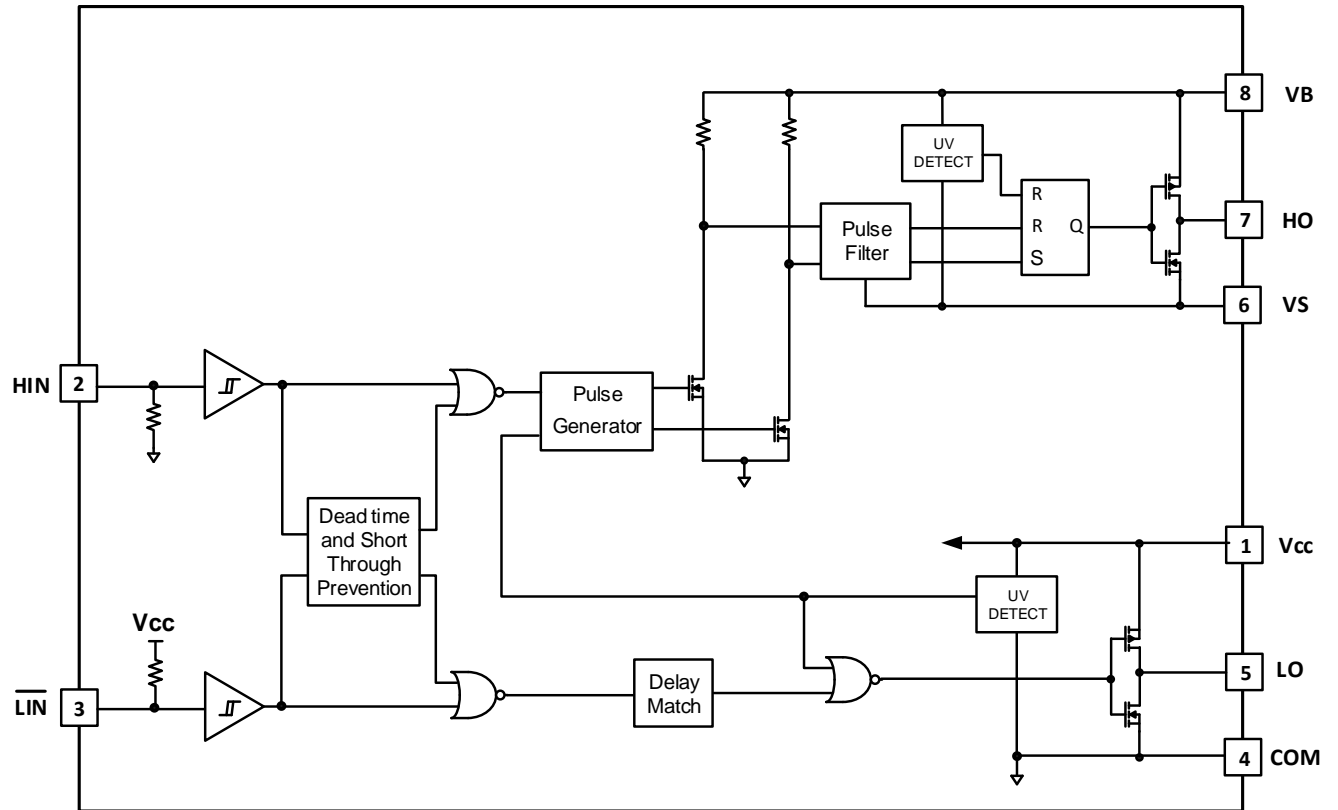 8 VB
UV
DETECT
R
R Q
S
Pulse
Filter
7 HO
6 VS
HIN 2
Pulse
Generator
Dead time
and Short
Through
Prevention
1 Vcc
UV
DETECT
Vcc
LIN 3
Delay
Match
5 LO
4 COM